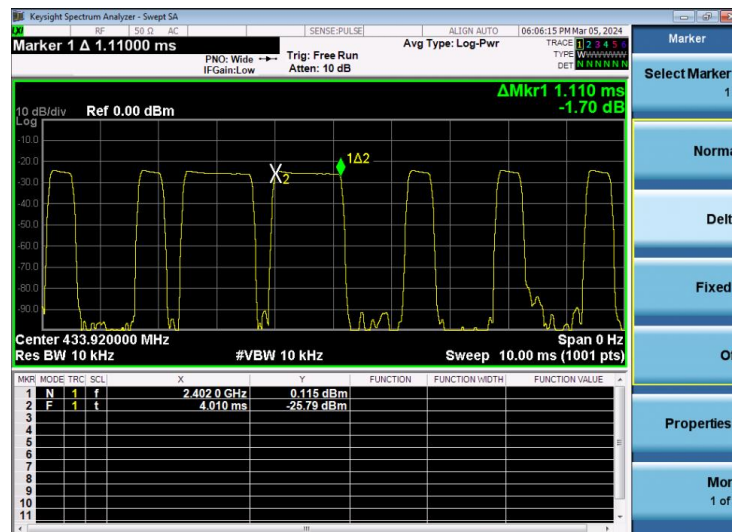 Keysight Spectrum Analyzer - Swept SA
RF 50 Ω AC SENSE:PULSE ALIGN AUTO 06:06:15 PM Mar 05, 2024
Marker 1 Δ 1.11000 ms
PNO: Wide
IFGain:Low
Trig: Free Run
Atten: 10 dB
Avg Type: Log-Pwr
TRACE 1 2 3 4 5 6
TYPE W
DET N N N N N N
ΔMkr1 1.110 ms
-1.70 dB
10 dB/div Ref 0.00 dBm
Log
-10.0
-20.0
-30.0
-40.0
-50.0
-60.0
-70.0
-80.0
-90.0
X2
1Δ2
Center 433.920000 MHz Span 0 Hz
Res BW 10 kHz #VBW 10 kHz Sweep 10.00 ms (1001 pts)
MKR MODE TRC SCL X Y FUNCTION FUNCTION WIDTH FUNCTION VALUE
1 N 1 f 2.402 0 GHz 0.115 dBm
2 F 1 t 4.010 ms -25.79 dBm
3
4
5
6
7
8
9
10
11
Marker
Select Marker
1
Norma
Delt
Fixed
O
Properties
Mor
1 of